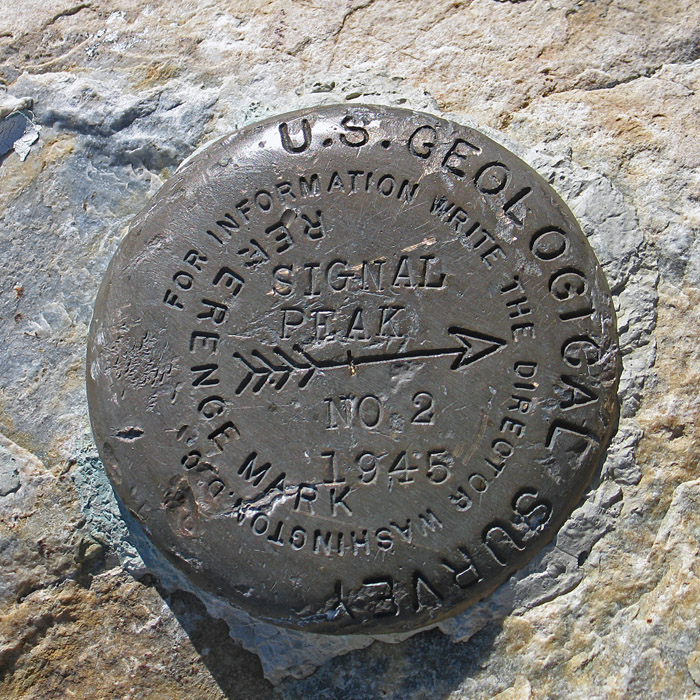 U.S. GEOLOGICAL SURVEY
FOR INFORMATION WRITE THE DIRECTOR WASHINGTON.D.C.
REFERENCE MARK
SIGNAL
PEAK
NO 2
1945